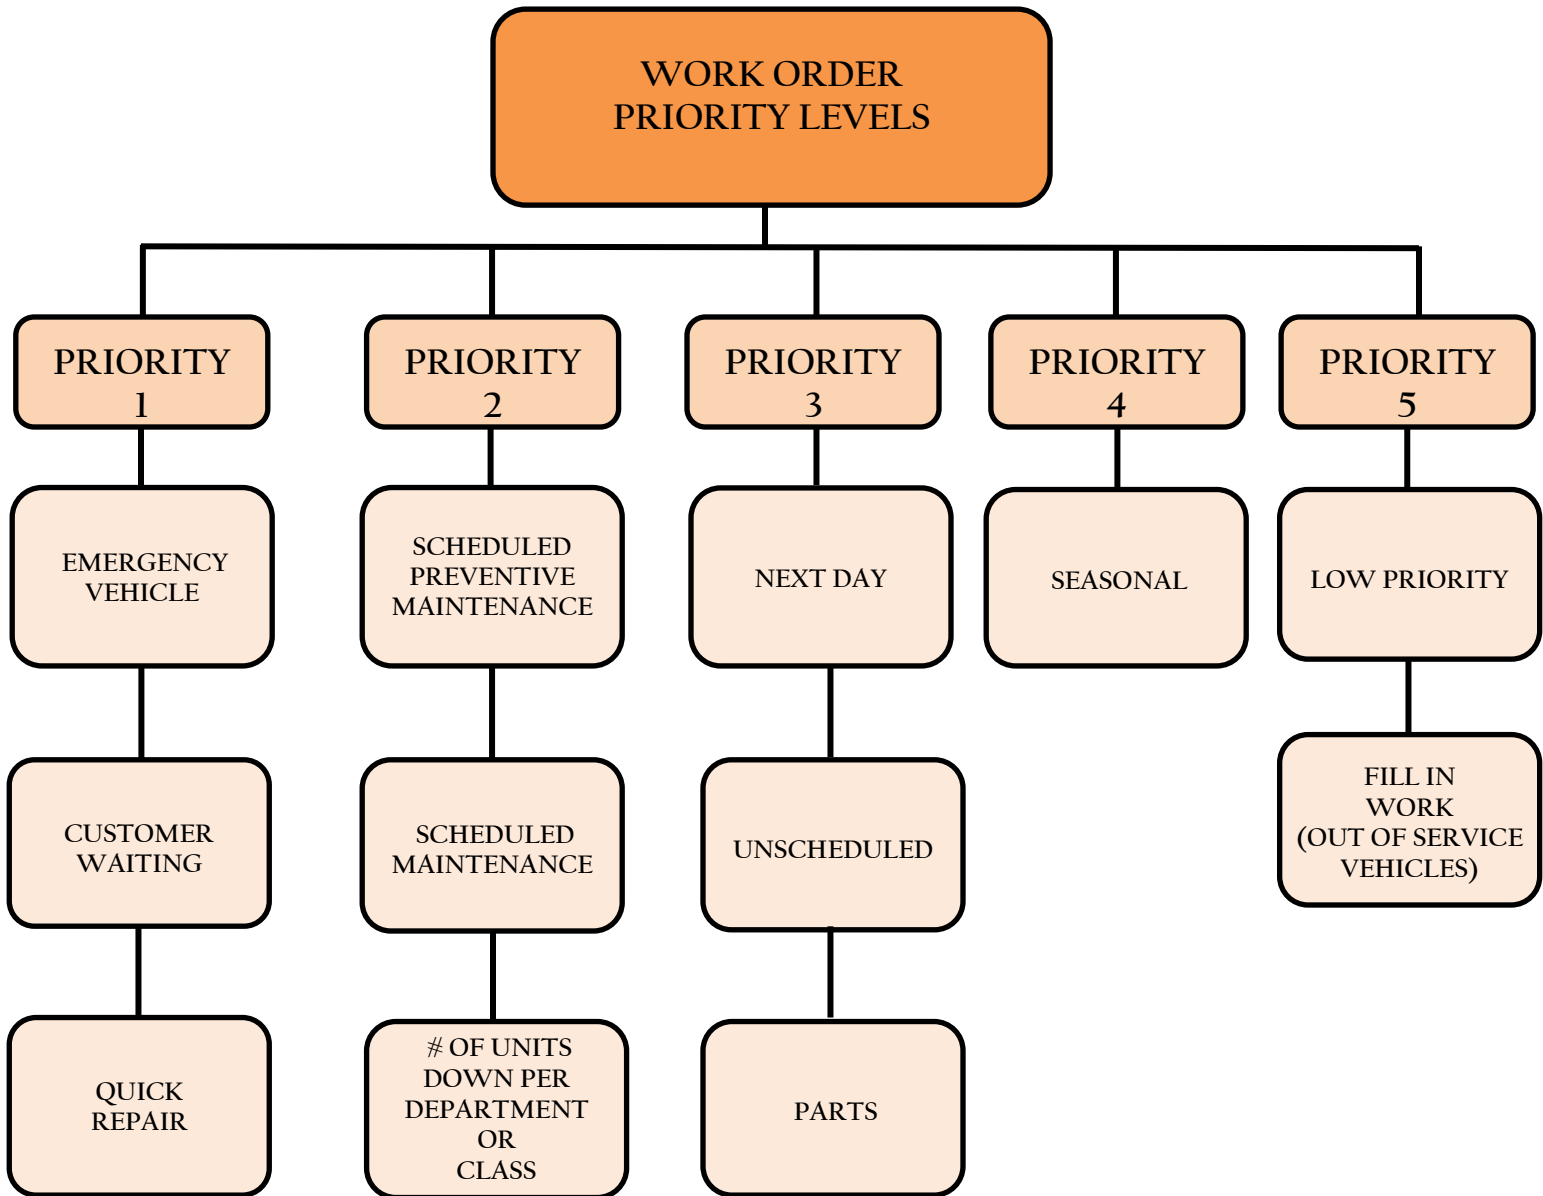 WORK ORDER
PRIORITY LEVELS
PRIORITY
1
PRIORITY
2
PRIORITY
3
PRIORITY
4
PRIORITY
5
EMERGENCY
VEHICLE
SCHEDULED
PREVENTIVE
MAINTENANCE
NEXT DAY
SEASONAL
LOW PRIORITY
CUSTOMER
WAITING
SCHEDULED
MAINTENANCE
UNSCHEDULED
FILL IN
WORK
(OUT OF SERVICE
VEHICLES)
QUICK
REPAIR
# OF UNITS
DOWN PER
DEPARTMENT
OR
CLASS
PARTS